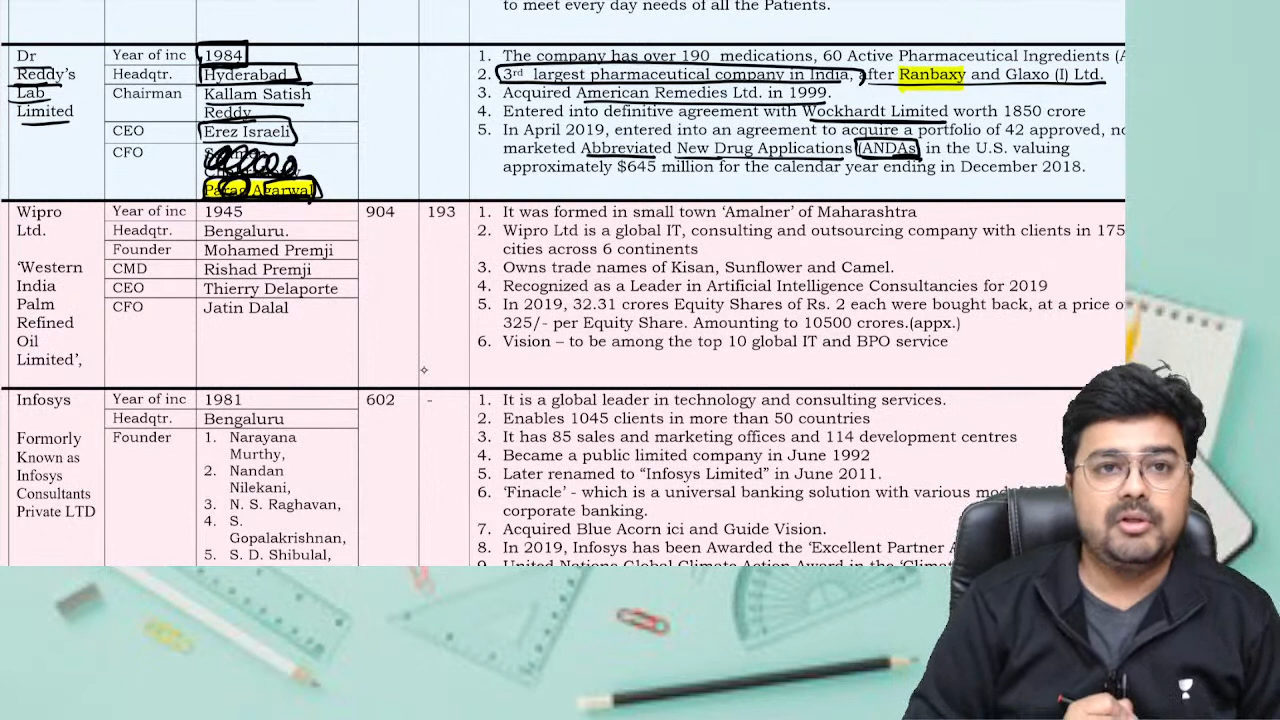 to meet every day needs of all the Patients.
Dr Reddy's Lab Limited
Year of inc 1984
Headqtr. Hyderabad
Chairman Kallam Satish Reddy
CEO Erez Israeli
CFO
Parag Agarwal
1. The company has over 190 medications, 60 Active Pharmaceutical Ingredients (A
2. 3rd largest pharmaceutical company in India, after Ranbaxy and Glaxo (I) Ltd.
3. Acquired American Remedies Ltd. in 1999.
4. Entered into definitive agreement with Wockhardt Limited worth 1850 crore
5. In April 2019, entered into an agreement to acquire a portfolio of 42 approved, no
marketed Abbreviated New Drug Applications (ANDAs) in the U.S. valuing
approximately $645 million for the calendar year ending in December 2018.
Wipro Ltd.
'Western India Palm Refined Oil Limited',
Year of inc 1945
Headqtr. Bengaluru.
Founder Mohamed Premji
CMD Rishad Premji
CEO Thierry Delaporte
CFO Jatin Dalal
904 193
1. It was formed in small town 'Amalner' of Maharashtra
2. Wipro Ltd is a global IT, consulting and outsourcing company with clients in 175
cities across 6 continents
3. Owns trade names of Kisan, Sunflower and Camel.
4. Recognized as a Leader in Artificial Intelligence Consultancies for 2019
5. In 2019, 32.31 crores Equity Shares of Rs. 2 each were bought back, at a price o
325/- per Equity Share. Amounting to 10500 crores.(appx.)
6. Vision – to be among the top 10 global IT and BPO service
Infosys
Formorly Known as Infosys Consultants Private LTD
Year of inc 1981
Headqtr. Bengaluru
Founder
1. Narayana Murthy,
2. Nandan Nilekani,
3. N. S. Raghavan,
4. S. Gopalakrishnan,
5. S. D. Shibulal,
602 -
1. It is a global leader in technology and consulting services.
2. Enables 1045 clients in more than 50 countries
3. It has 85 sales and marketing offices and 114 development centres
4. Became a public limited company in June 1992
5. Later renamed to "Infosys Limited" in June 2011.
6. 'Finacle' - which is a universal banking solution with various mod
corporate banking.
7. Acquired Blue Acorn ici and Guide Vision.
8. In 2019, Infosys has been Awarded the 'Excellent Partner A
9. United Nations Global Climate Action Award in the 'Climat